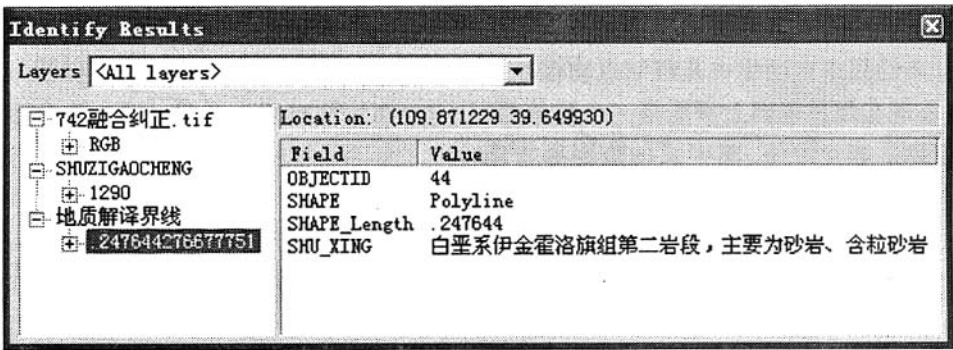 Identify Results
Layers <All layers>
742融合纠正.tif
RGB
SHUZIGAOCHENG
1290
地质解译界线
.247644276677751
Location: (109.871229 39.649930)
Field Value
OBJECTID 44
SHAPE Polyline
SHAPE_Length .247644
SHU_XING 白垩系伊金霍洛旗组第二岩段，主要为砂岩、含粒砂岩